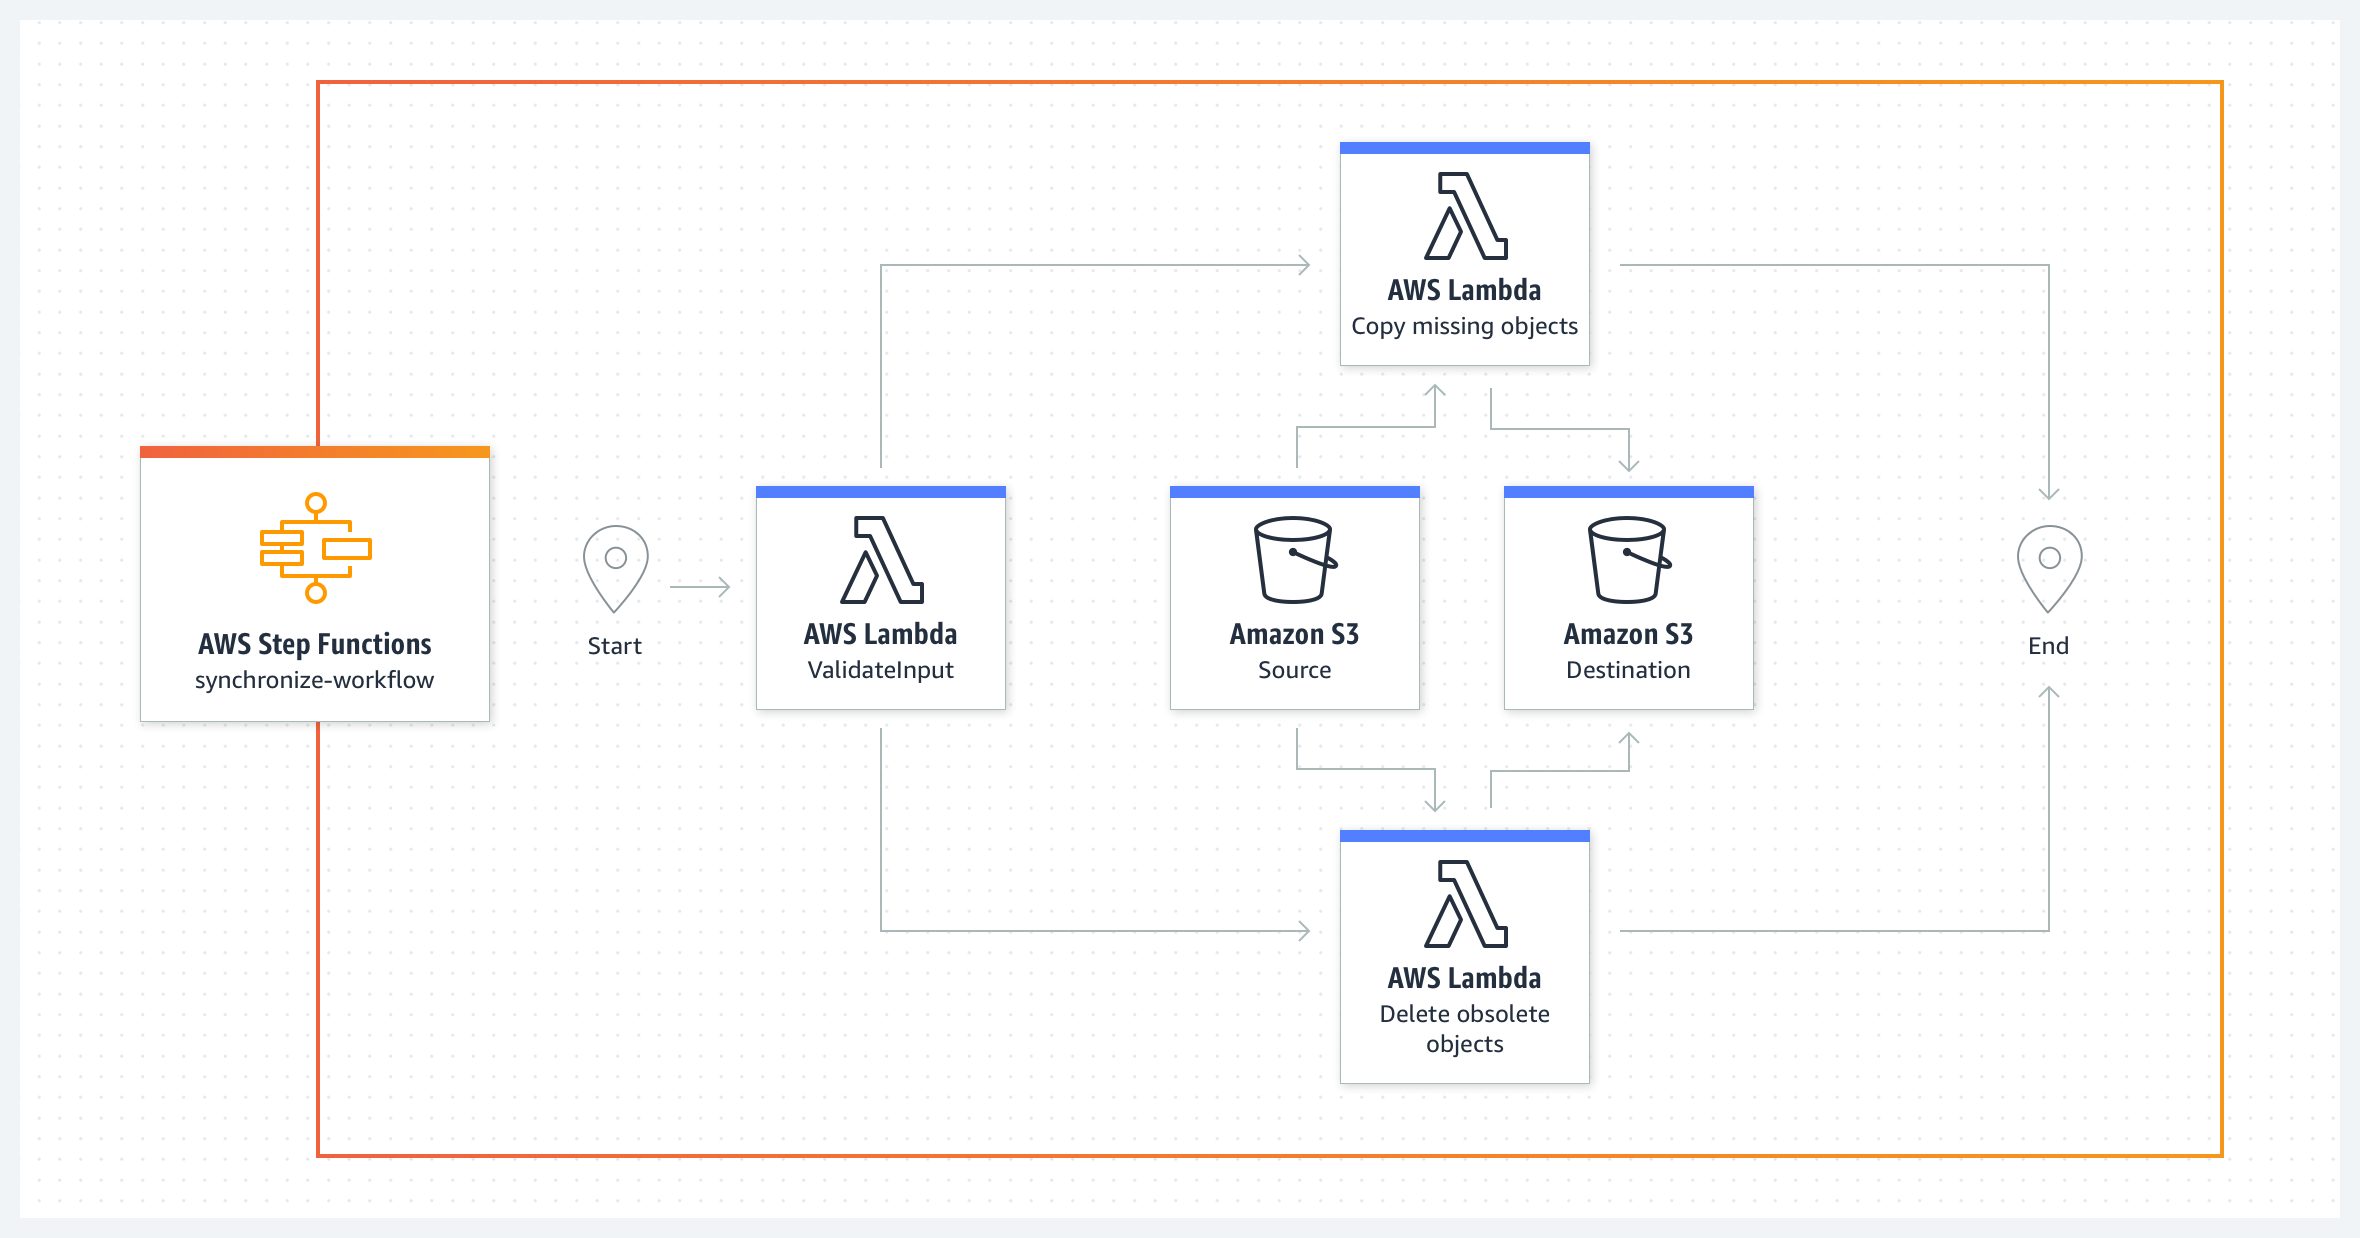 AWS Step Functions
synchronize-workflow
Start
AWS Lambda
ValidateInput
AWS Lambda
Copy missing objects
Amazon S3
Source
Amazon S3
Destination
AWS Lambda
Delete obsolete
objects
End